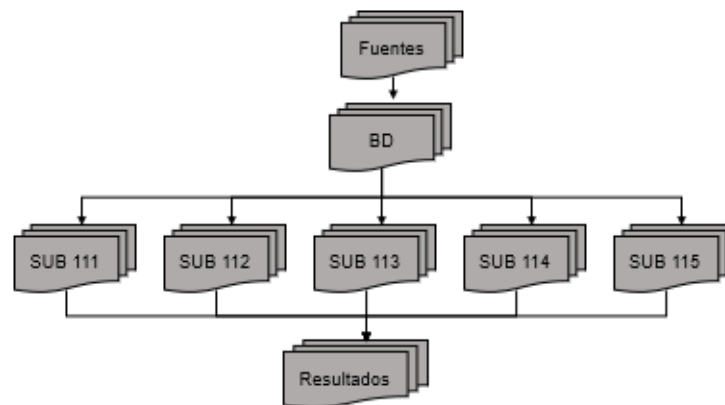 Fuentes
BD
SUB 111
SUB 112
SUB 113
SUB 114
SUB 115
Resultados